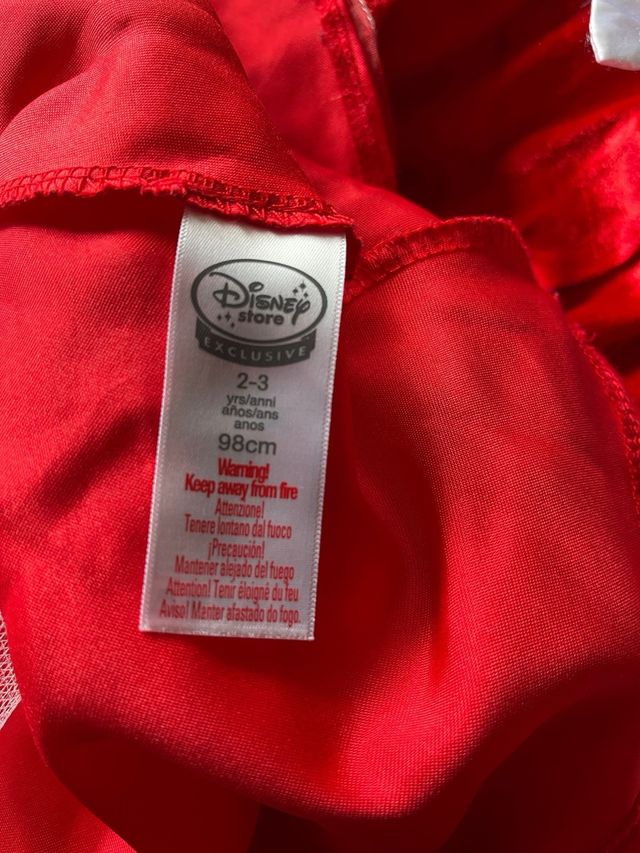 Disney
store
EXCLUSIVE
2-3
yrs/anni
años/ans
anos
98cm
Warning!
Keep away from fire
Attenzione!
Tenere lontano dal fuoco
¡Precaución!
Mantener alejado del fuego
Attention! Tenir éloigné du feu
Aviso! Manter afastado do fogo.